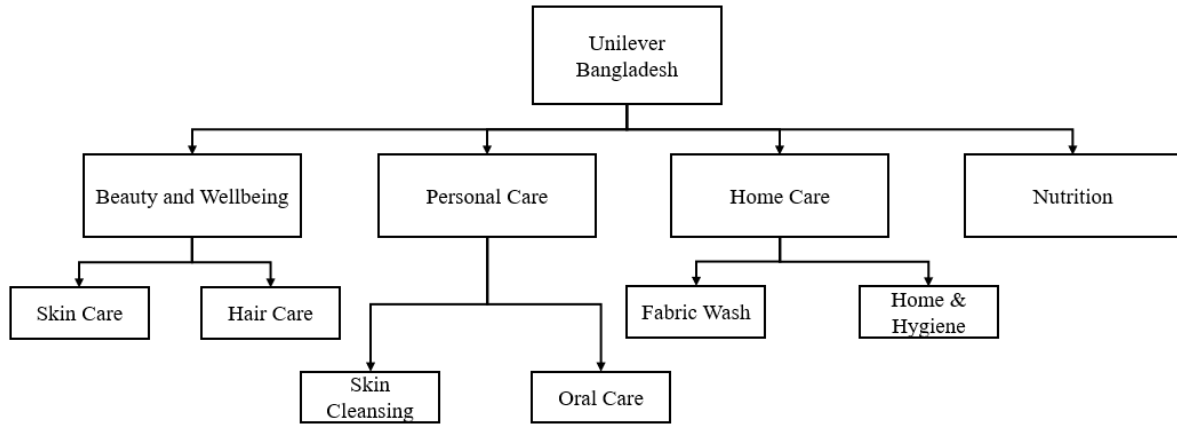 Unilever
Bangladesh
Beauty and Wellbeing
Personal Care
Home Care
Nutrition
Skin Care
Hair Care
Fabric Wash
Home &
Hygiene
Skin
Cleansing
Oral Care